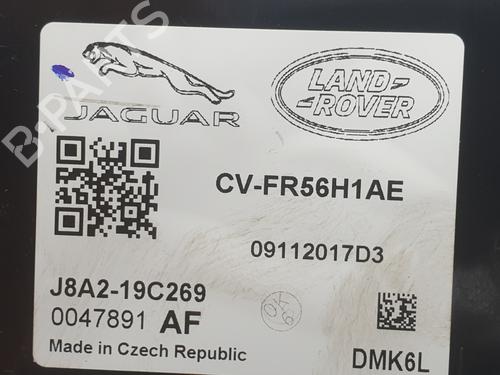 JAGUAR
LAND
ROVER
CV-FR56H1AE
09112017D3
J8A2-19C269
0047891 AF
OK
Made in Czech Republic
DMK6L
B-PARTS